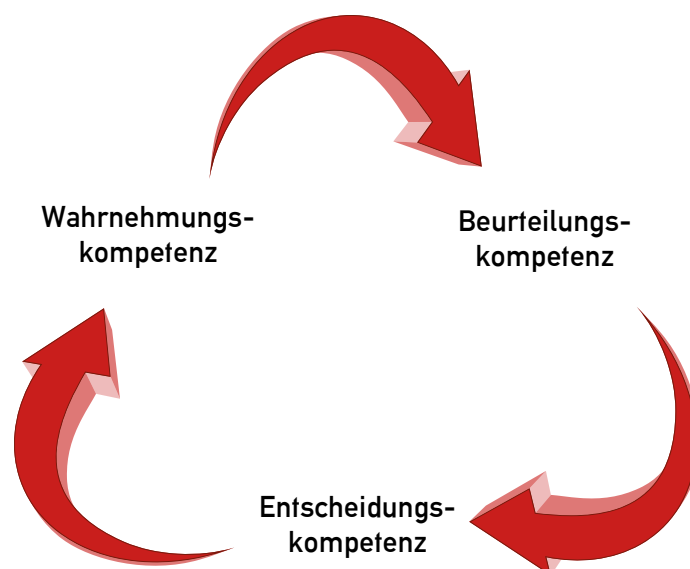 Wahrnehmungs-
kompetenz
Beurteilungs-
kompetenz
Entscheidungs-
kompetenz